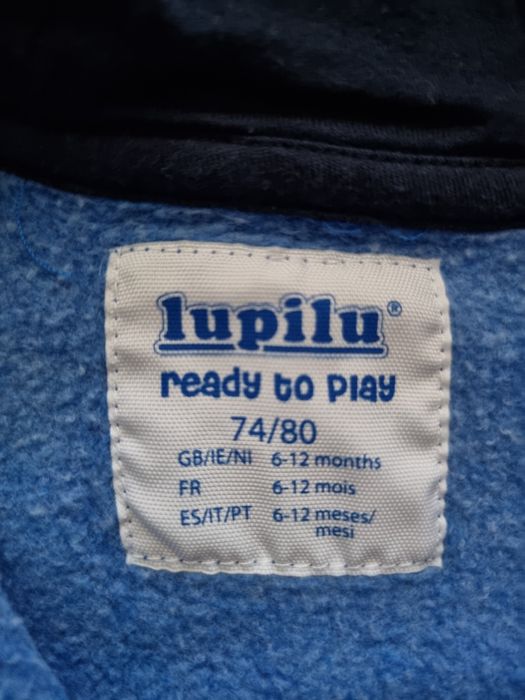 lupilu®
ready to play
74/80
GB/IE/NI 6-12 months
FR 6-12 mois
ES/IT/PT 6-12 meses/
mesi